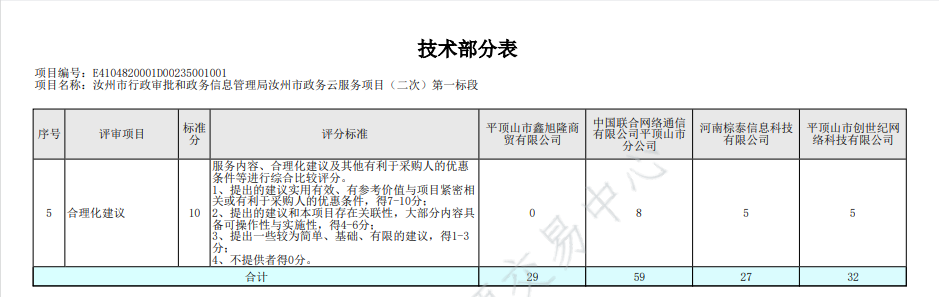 技术部分表
项目编号: E4104820001D00235001001
项目名称: 汝州市行政审批和政务信息管理局汝州市政务云服务项目（二次）第一标段
序号
评审项目
标准
分
评分标准
平顶山市鑫旭隆商
贸有限公司
中国联合网络通信
有限公司平顶山市
分公司
河南棕泰信息科技
有限公司
平顶山市创世纪网
络科技有限公司
5
合理化建议
10
服务内容、合理化建议及其他有利于采购人的优惠
条件等进行综合比较评分。
1、提出的建议实用有效、有参考价值与项目紧密相
关或有利于采购人的优惠条件，得7-10分；
2、提出的建议和本项目存在关联性，大部分内容具
备可操作性与实施性，得4-6分；
3、提出一些较为简单、基础、有限的建议，得1-3
分；
4、不提供者得0分。
0
8
5
5
合计
29
59
27
32
交易中心